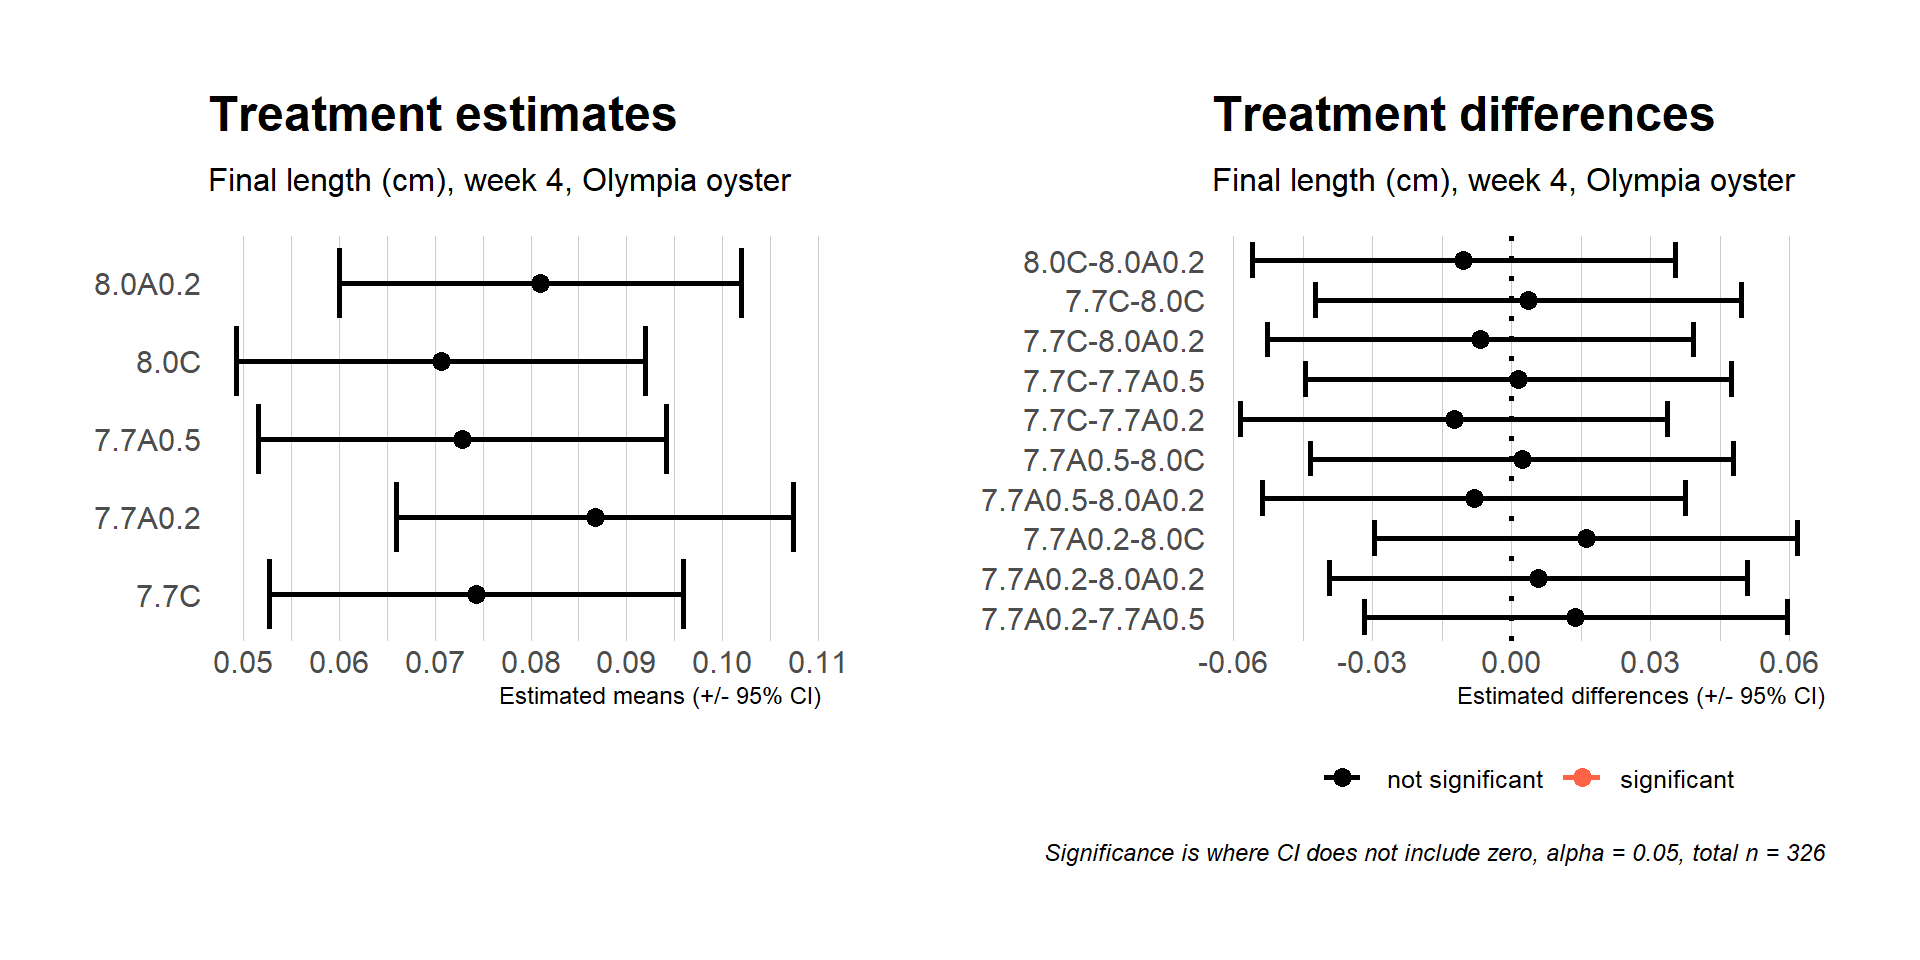 Treatment estimates
Final length (cm), week 4, Olympia oyster
8.0A0.2
8.0C
7.7A0.5
7.7A0.2
7.7C
0.05 0.06 0.07 0.08 0.09 0.10 0.11
Estimated means (+/- 95% CI)
Treatment differences
Final length (cm), week 4, Olympia oyster
8.0C-8.0A0.2
7.7C-8.0C
7.7C-8.0A0.2
7.7C-7.7A0.5
7.7C-7.7A0.2
7.7A0.5-8.0C
7.7A0.5-8.0A0.2
7.7A0.2-8.0C
7.7A0.2-8.0A0.2
7.7A0.2-7.7A0.5
-0.06 -0.03 0.00 0.03 0.06
Estimated differences (+/- 95% CI)
not significant significant
Significance is where CI does not include zero, alpha = 0.05, total n = 326